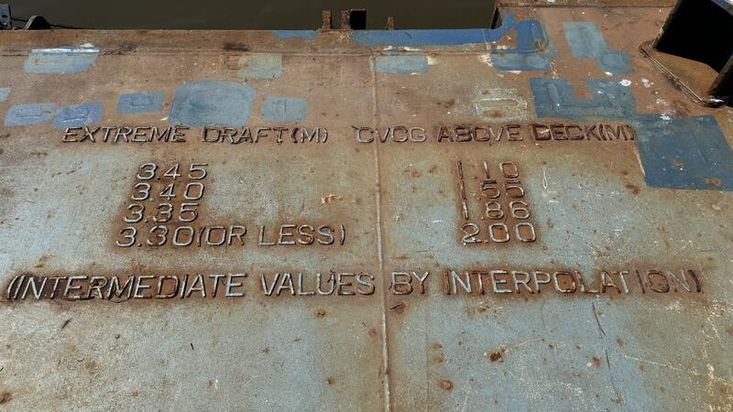 EXTREME DRAFT(M) CVCG ABOVE DECK(M)
3.45 1.10
3.40 1.55
3.35 1.86
3.30(OR LESS) 2.00
(INTERMEDIATE VALUES BY INTERPOLATION)